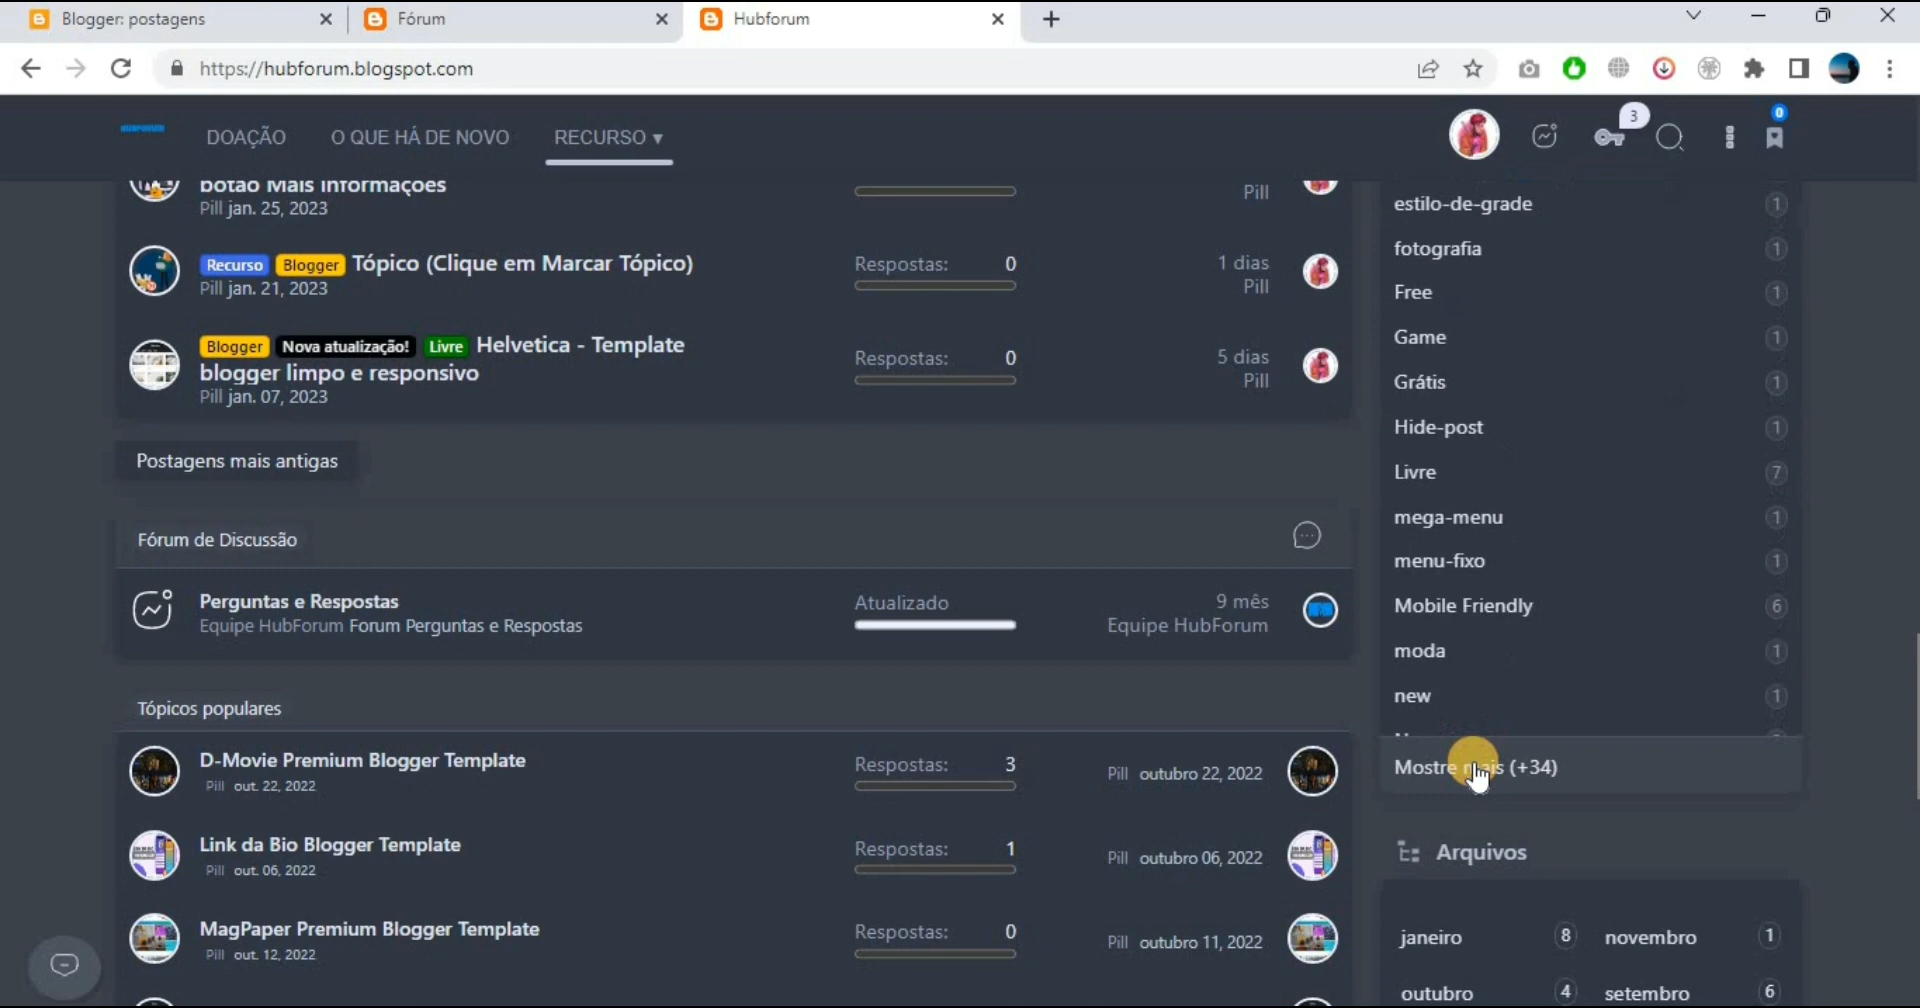 Blogger: postagens
Fórum
Hubforum
https://hubforum.blogspot.com
HUBFORUM
DOAÇÃO
O QUE HÁ DE NOVO
RECURSO ▾
3
0
botão Mais informações
Pill jan. 25, 2023
Pill
Recurso Blogger Tópico (Clique em Marcar Tópico)
Pill jan. 21, 2023
Respostas: 0
1 dias
Pill
Blogger Nova atualização! Livre Helvetica - Template
blogger limpo e responsivo
Pill jan. 07, 2023
Respostas: 0
5 dias
Pill
Postagens mais antigas
Fórum de Discussão
Perguntas e Respostas
Equipe HubForum Forum Perguntas e Respostas
Atualizado
9 mês
Equipe HubForum
Tópicos populares
D-Movie Premium Blogger Template
Pill out. 22, 2022
Respostas: 3
Pill outubro 22, 2022
Link da Bio Blogger Template
Pill out. 06, 2022
Respostas: 1
Pill outubro 06, 2022
MagPaper Premium Blogger Template
Pill out. 12, 2022
Respostas: 0
Pill outubro 11, 2022
estilo-de-grade 1
fotografia 1
Free 1
Game 1
Grátis 1
Hide-post 1
Livre 7
mega-menu 1
menu-fixo 1
Mobile Friendly 6
moda 1
new 1
Mostre mais (+34)
Arquivos
janeiro 8 novembro 1
outubro 4 setembro 6